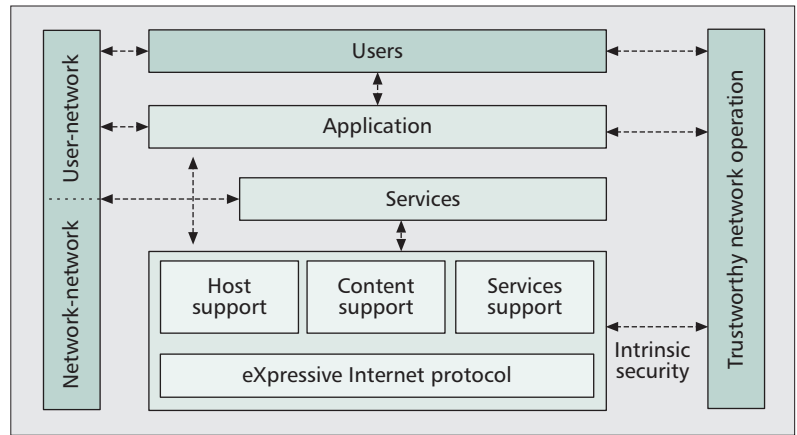 User-network
Network-network
Users
Application
Services
Host
support
Content
support
Services
support
eXpressive Internet protocol
Intrinsic
security
Trustworthy network operation